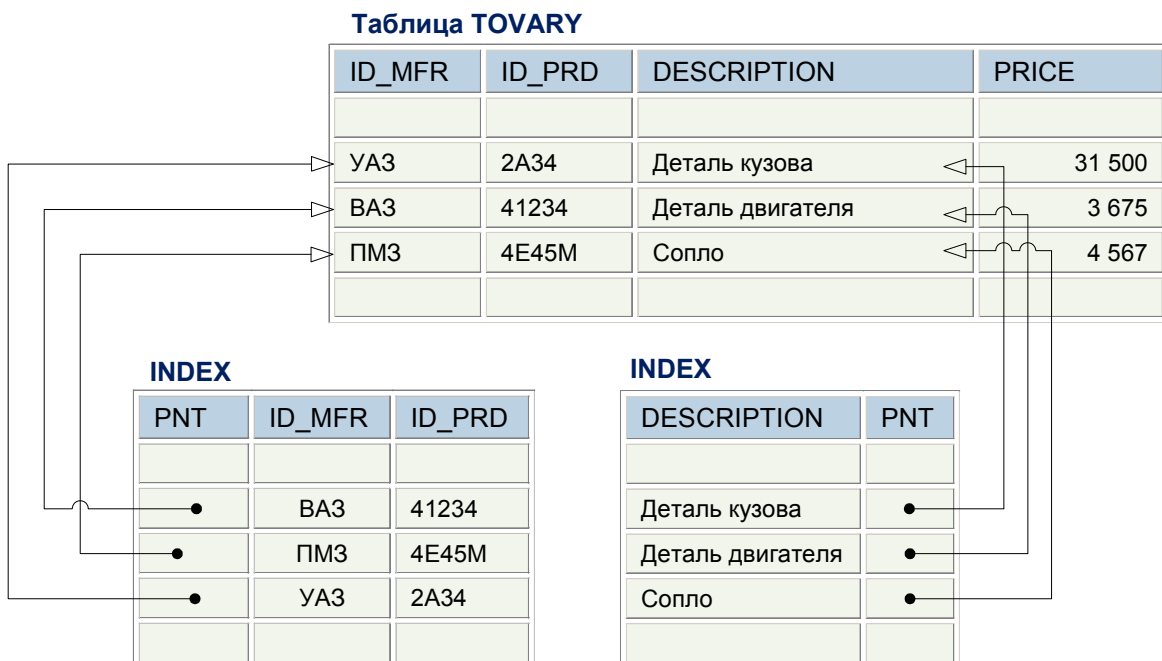 Таблица TOVARY
ID_MFR ID_PRD DESCRIPTION PRICE
УАЗ 2А34 Деталь кузова 31 500
ВАЗ 41234 Деталь двигателя 3 675
ПМЗ 4Е45М Сопло 4 567
INDEX
PNT ID_MFR ID_PRD
ВАЗ 41234
ПМЗ 4Е45М
УАЗ 2А34
INDEX
DESCRIPTION PNT
Деталь кузова
Деталь двигателя
Сопло